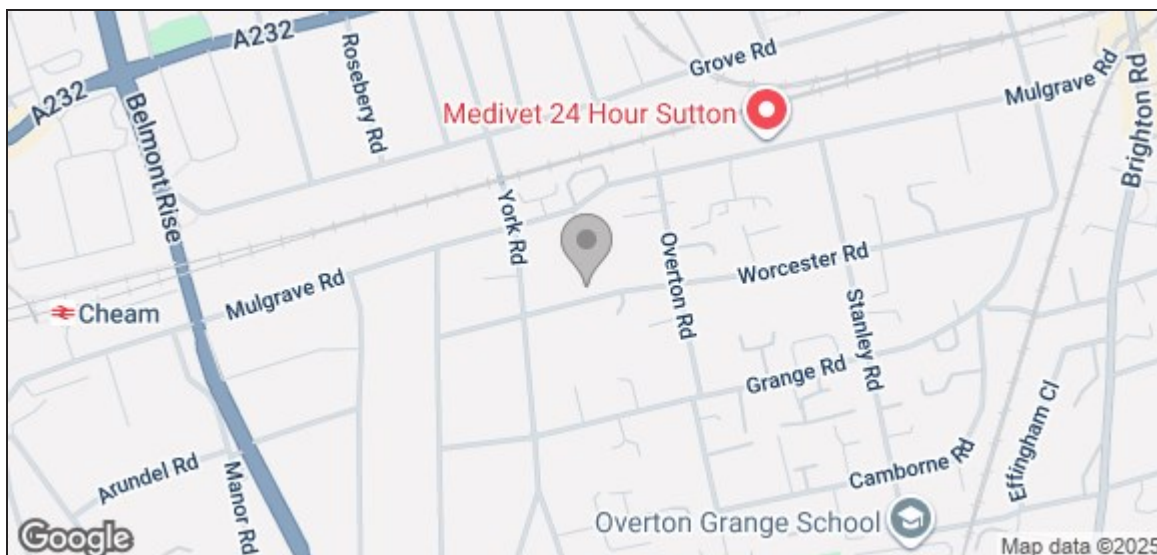 A232
Rosebery Rd
Grove Rd
Mulgrave Rd
A232
Medivet 24 Hour Sutton
Brighton Rd
Belmont Rise
York Rd
Overton Rd
Worcester Rd
Mulgrave Rd
Cheam
Stanley Rd
Grange Rd
Effingham Cl
Arundel Rd
Manor Rd
Camborne Rd
Overton Grange School
Google
Map data ©2025